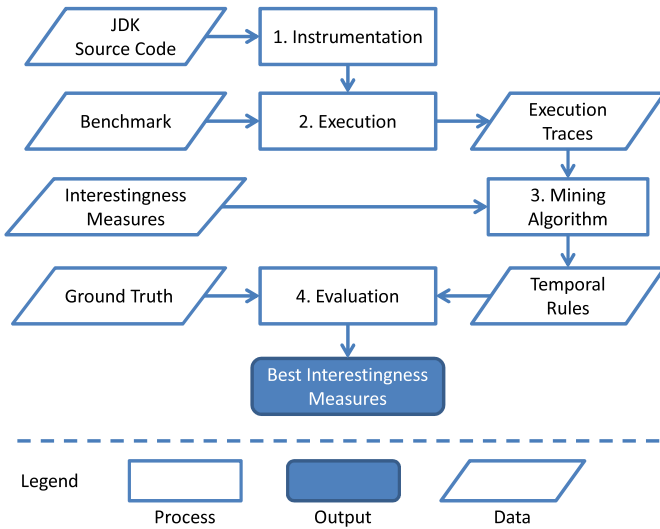 JDK
Source Code
1. Instrumentation
Benchmark
2. Execution
Execution
Traces
Interestingness
Measures
3. Mining
Algorithm
Ground Truth
4. Evaluation
Temporal
Rules
Best Interestingness
Measures
Legend
Process
Output
Data